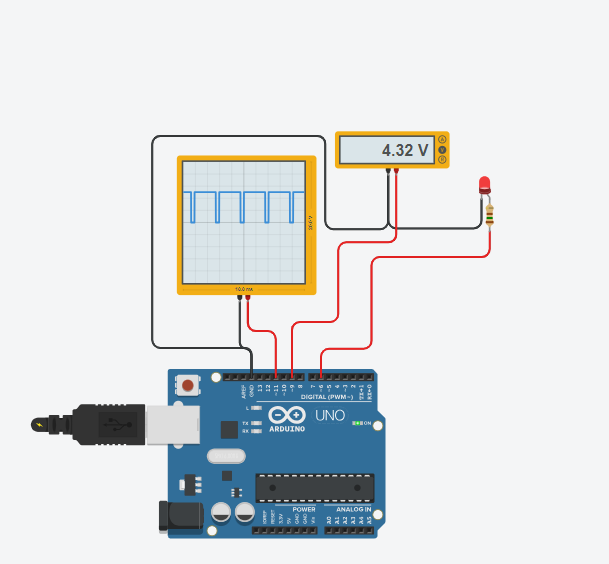 4.32 V
A
V
R
10.0 ms
AREF
GND
13
12
~11
~10
~9
8
7
~6
~5
4
~3
2
TX→1
RX←0
DIGITAL (PWM~)
L
TX
RX
UNO
ARDUINO
ON
IOREF
RESET
3.3V
5V
GND
GND
Vin
POWER
ANALOG IN
A0
A1
A2
A3
A4
A5